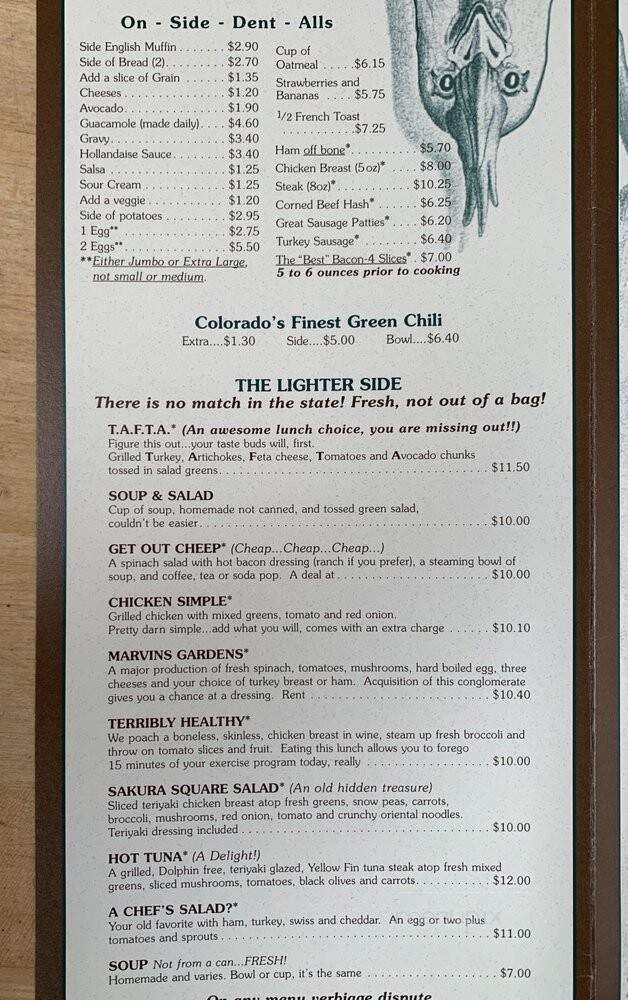 On - Side - Dent - Alls
Side English Muffin . . . . . . . $2.90
Side of Bread (2). . . . . . . . . $2.70
Add a slice of Grain . . . . . . $1.35
Cheeses . . . . . . . . . . . . . . . $1.20
Avocado. . . . . . . . . . . . . . . $1.90
Guacamole (made daily). . . . $4.60
Gravy. . . . . . . . . . . . . . . . . $3.40
Hollandaise Sauce. . . . . . . . $3.40
Salsa . . . . . . . . . . . . . . . . . $1.25
Sour Cream . . . . . . . . . . . . $1.25
Add a veggie . . . . . . . . . . . $1.20
Side of potatoes . . . . . . . . . $2.95
1 Egg** . . . . . . . . . . . . . . . $2.75
2 Eggs**. . . . . . . . . . . . . . . $5.50
**Either Jumbo or Extra Large,
not small or medium.
Cup of
Oatmeal . . . . .$6.15
Strawberries and
Bananas . . . . $5.75
1/2 French Toast
. . . . . . . . . . .$7.25
Ham off bone*. . . . . . . . . . $5.70
Chicken Breast (5oz)* . . . . $8.00
Steak (8oz)*. . . . . . . . . . . $10.25
Corned Beef Hash* . . . . . . $6.25
Great Sausage Patties* . . . . $6.20
Turkey Sausage* . . . . . . . . $6.40
The "Best" Bacon-4 Slices* . $7.00
5 to 6 ounces prior to cooking
Colorado's Finest Green Chili
Extra....$1.30 Side....$5.00 Bowl....$6.40
THE LIGHTER SIDE
There is no match in the state! Fresh, not out of a bag!
T.A.F.T.A.* (An awesome lunch choice, you are missing out!!)
Figure this out...your taste buds will, first.
Grilled Turkey, Artichokes, Feta cheese, Tomatoes and Avocado chunks
tossed in salad greens. . . . . . . . . . . . . . . . . . . . . . . . . . . . . . . . . . . . $11.50
SOUP & SALAD
Cup of soup, homemade not canned, and tossed green salad,
couldn't be easier. . . . . . . . . . . . . . . . . . . . . . . . . . . . . . . . . . . . . . . $10.00
GET OUT CHEEP* (Cheap...Cheap...Cheap...)
A spinach salad with hot bacon dressing (ranch if you prefer), a steaming bowl of
soup, and coffee, tea or soda pop. A deal at . . . . . . . . . . . . . . . . . . . . $10.00
CHICKEN SIMPLE*
Grilled chicken with mixed greens, tomato and red onion.
Pretty darn simple...add what you will, comes with an extra charge . . . . . . $10.10
MARVINS GARDENS*
A major production of fresh spinach, tomatoes, mushrooms, hard boiled egg, three
cheeses and your choice of turkey breast or ham. Acquisition of this conglomerate
gives you a chance at a dressing. Rent . . . . . . . . . . . . . . . . . . . . . . . . $10.40
TERRIBLY HEALTHY*
We poach a boneless, skinless, chicken breast in wine, steam up fresh broccoli and
throw on tomato slices and fruit. Eating this lunch allows you to forego
15 minutes of your exercise program today, really . . . . . . . . . . . . . . . . . $10.00
SAKURA SQUARE SALAD* (An old hidden treasure)
Sliced teriyaki chicken breast atop fresh greens, snow peas, carrots,
broccoli, mushrooms, red onion, tomato and crunchy oriental noodles.
Teriyaki dressing included . . . . . . . . . . . . . . . . . . . . . . . . . . . . . . . . . $10.00
HOT TUNA* (A Delight!)
A grilled, Dolphin free, teriyaki glazed, Yellow Fin tuna steak atop fresh mixed
greens, sliced mushrooms, tomatoes, black olives and carrots. . . . . . . . . . . $12.00
A CHEF'S SALAD?*
Your old favorite with ham, turkey, swiss and cheddar. An egg or two plus
tomatoes and sprouts . . . . . . . . . . . . . . . . . . . . . . . . . . . . . . . . . . . . $11.00
SOUP Not from a can...FRESH!
Homemade and varies. Bowl or cup, it's the same . . . . . . . . . . . . . . . . . $7.00
On any menu verbiage dispute